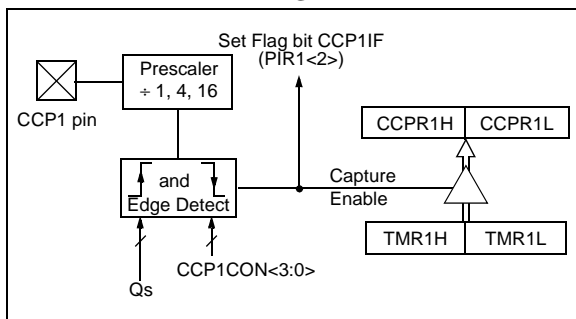 Set Flag bit CCP1IF
(PIR1<2>)
Prescaler
÷ 1, 4, 16
CCP1 pin
CCPR1H CCPR1L
and
Edge Detect
Capture
Enable
TMR1H TMR1L
CCP1CON<3:0>
Qs